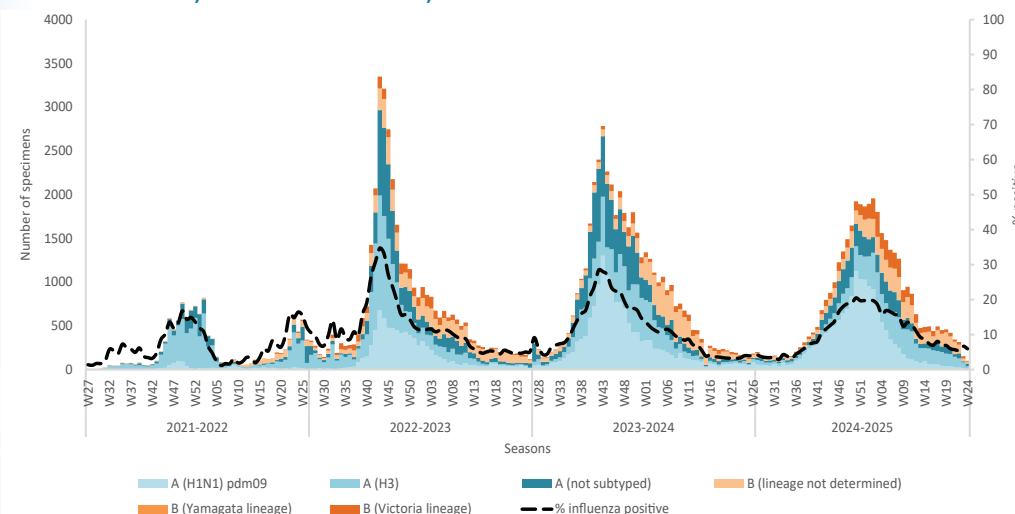 4000
3500
3000
2500
2000
1500
1000
500
0
Number of specimens
100
90
80
70
60
50
40
30
20
10
0
% positive
W27 W32 W37 W42 W47 W52 W05 W10 W15 W20 W25 W30 W35 W40 W45 W50 W03 W08 W13 W18 W23 W28 W33 W38 W43 W48 W01 W06 W11 W16 W21 W26 W31 W36 W41 W46 W51 W04 W09 W14 W19 W24
2021-2022 2022-2023 2023-2024 2024-2025
Seasons
A (H1N1) pdm09 A (H3) A (not subtyped) B (lineage not determined)
B (Yamagata lineage) B (Victoria lineage) % influenza positive